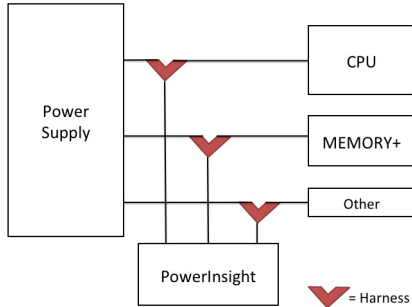 CPU
Power
Supply
MEMORY+
Other
PowerInsight
= Harness